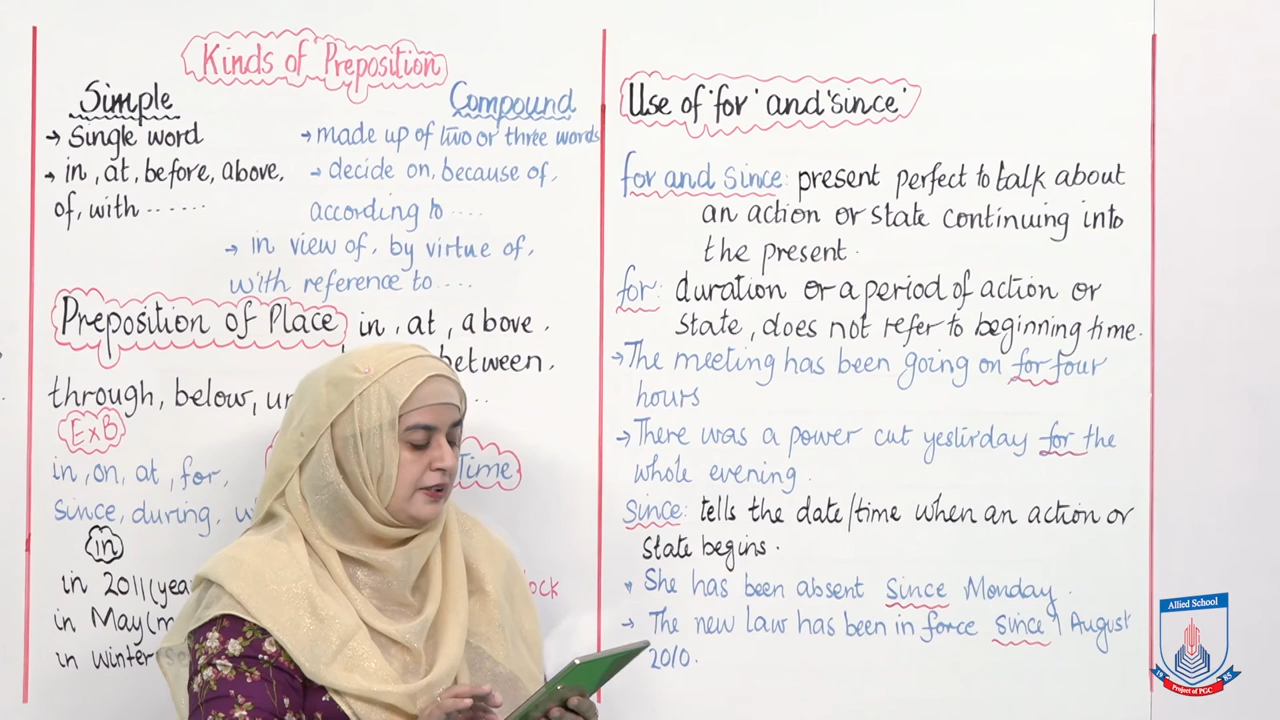 Kinds of Preposition
Simple
→ Single word
→ in, at, before, above,
of, with ......
Compound
→ made up of two or three words
→ decide on, because of,
according to ....
→ in view of, by virtue of,
with reference to ....
Preposition of Place in, at, above,
between,
through, below,
ExB
Time
in, on, at, for,
since, during,
in
in 2011
in May
in winter
Use of 'for' and 'since'
for and since: present perfect to talk about
an action or state continuing into
the present.
for: duration or a period of action or
state, does not refer to beginning time.
→ The meeting has been going on for four
hours
→ There was a power cut yestirday for the
whole evening.
Since: tells the date/time when an action or
state begins.
→ She has been absent since Monday.
→ The new law has been in force since 1 August
2010.
Allied School
1985
Project of PGC